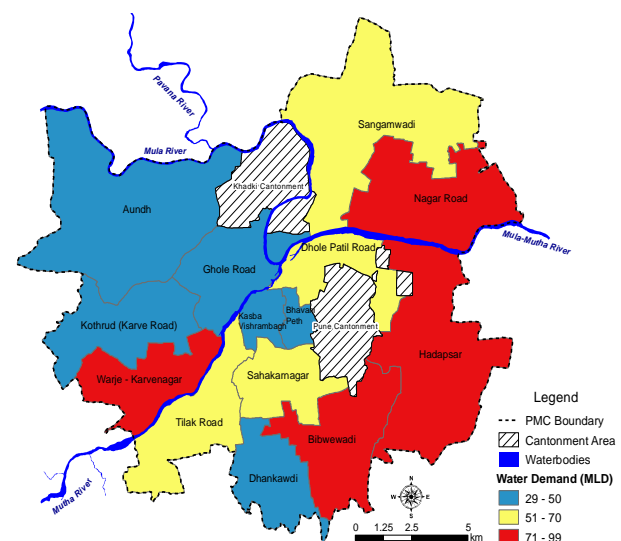 Pavana River
Mula River
Sangamwadi
Khadki Cantonment
Aundh
Nagar Road
Mula-Mutha River
Dhole Patil Road
Ghole Road
Kasba
Vishrambagh
Bhavani
Peth
Kothrud (Karve Road)
Pune Cantonment
Hadapsar
Warje - Karvenagar
Sahakarnagar
Tilak Road
Bibwewadi
Dhankawdi
Mutha River
Legend
PMC Boundary
Cantonment Area
Waterbodies
Water Demand (MLD)
29 - 50
51 - 70
71 - 99
N
W E
S
0 1.25 2.5 5
km